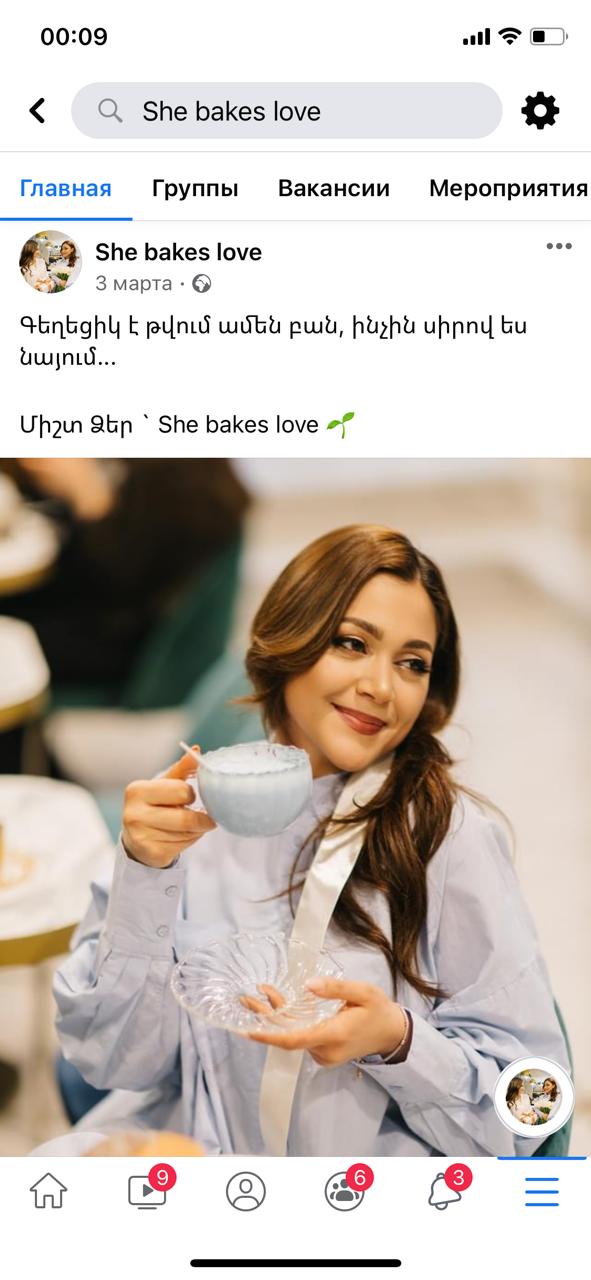 00:09
She bakes love
Главная Группы Вакансии Мероприятия
She bakes love
3 марта ·
Գեղեցիկ է թվում ամեն բան, ինչին սիրով ես
նայում...
Միշտ Ձեր ` She bakes love
9 6 3